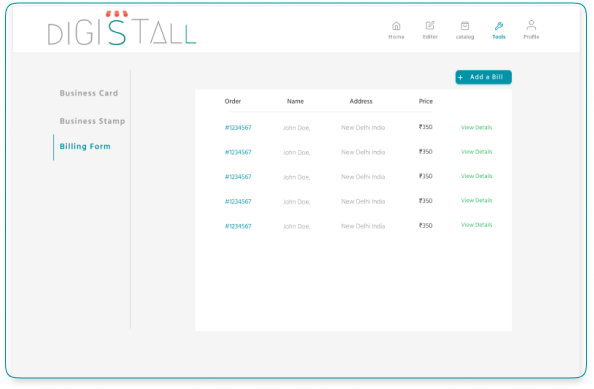 DIGISTALL
Home Editor catalog Tools Profile
+ Add a Bill
Business Card
Business Stamp
Billing Form
Order Name Address Price
#1234567 John Doe, New Delhi India ₹350 View Details
#1234567 John Doe, New Delhi India ₹350 View Details
#1234567 John Doe, New Delhi India ₹350 View Details
#1234567 John Doe, New Delhi India ₹350 View Details
#1234567 John Doe, New Delhi India ₹350 View Details